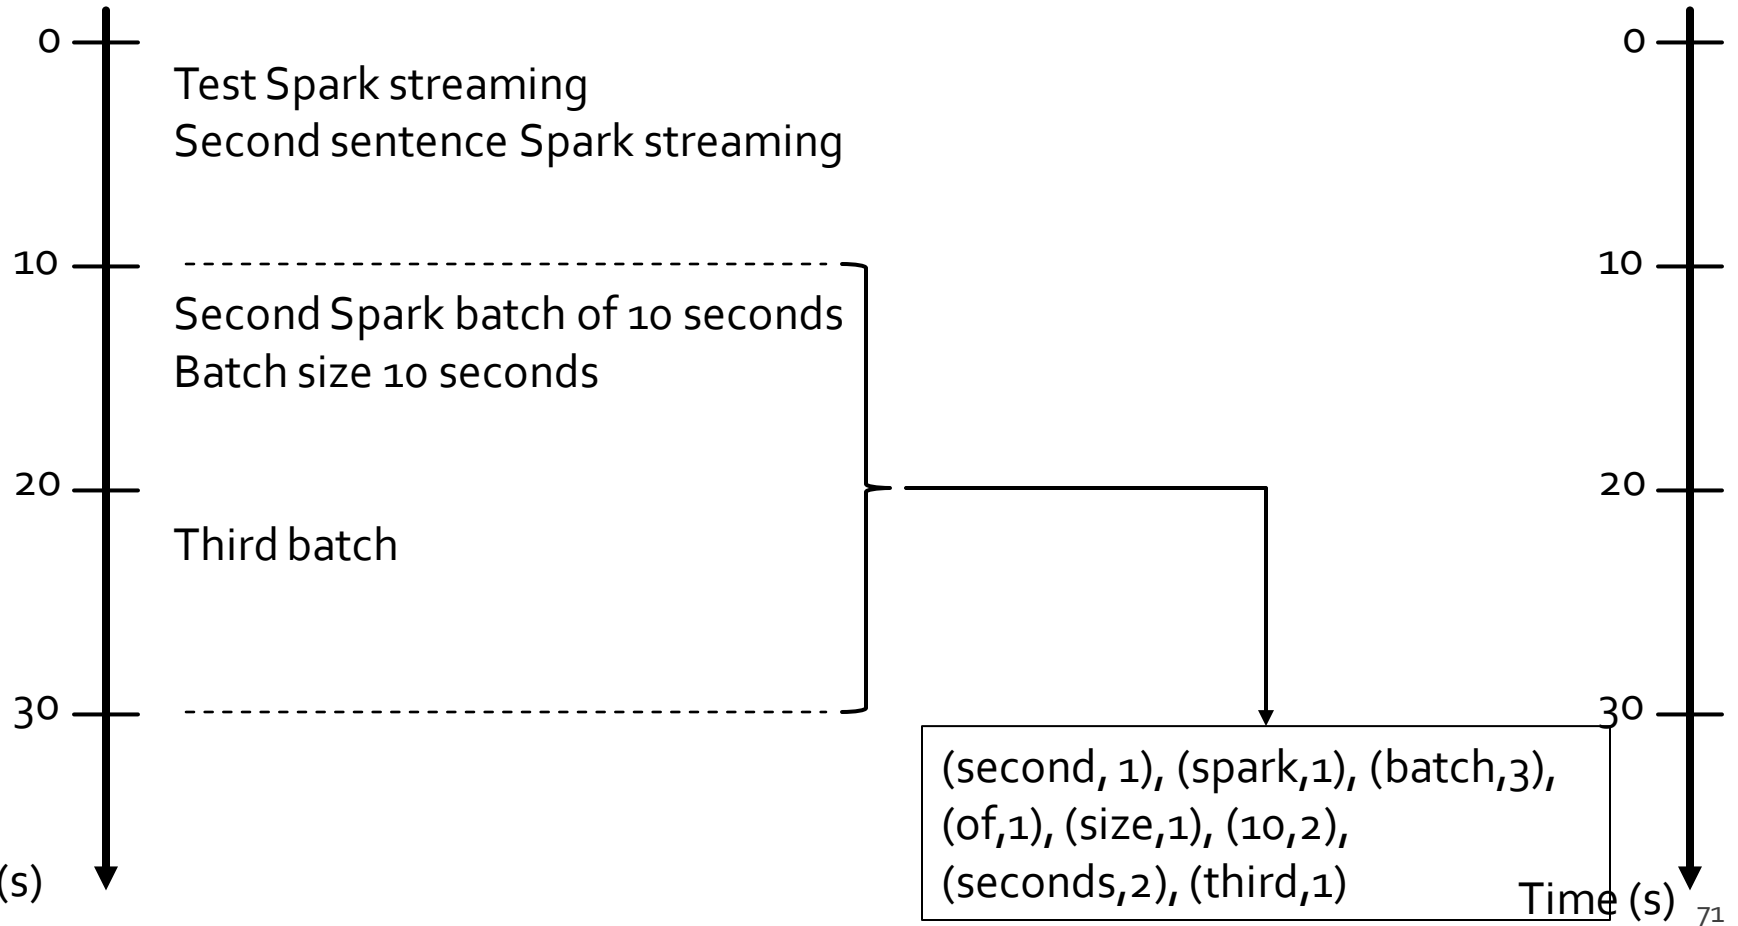 0
Test Spark streaming
Second sentence Spark streaming
10
Second Spark batch of 10 seconds
Batch size 10 seconds
20
Third batch
30
(s)
0
10
20
30
(second, 1), (spark,1), (batch,3),
(of,1), (size,1), (10,2),
(seconds,2), (third,1)
Time (s)
71